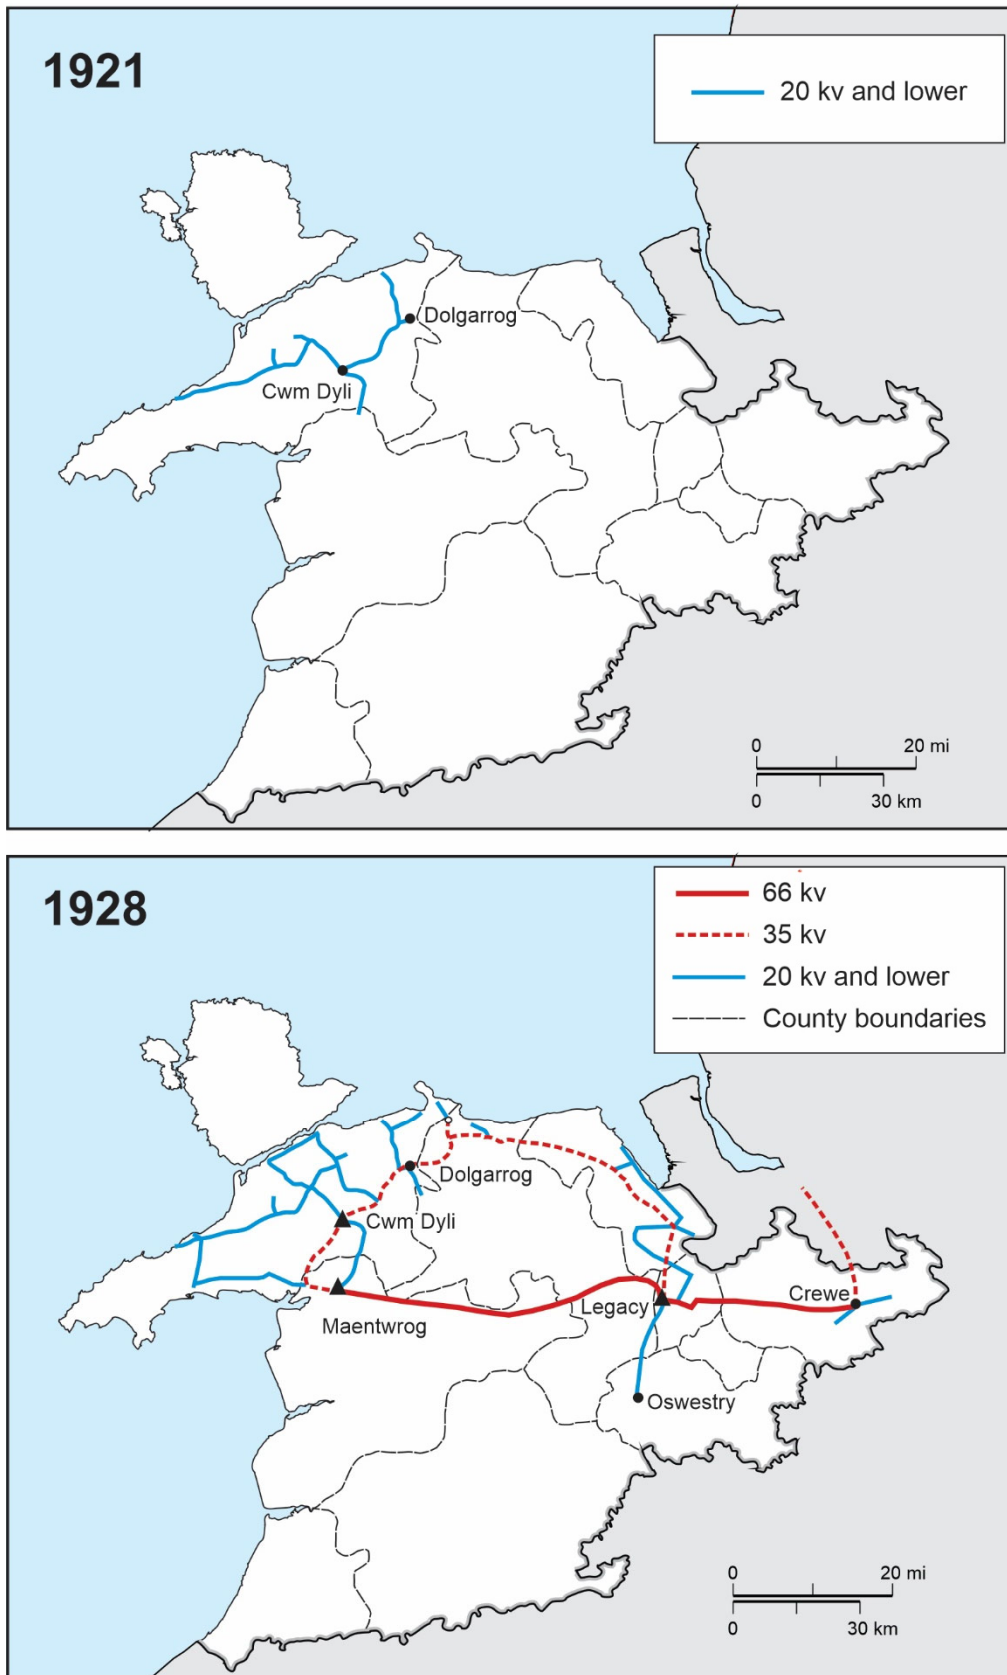 1921
20 kv and lower
Dolgarrog
Cwm Dyli
0 20 mi
0 30 km
1928
66 kv
35 kv
20 kv and lower
County boundaries
Dolgarrog
Cwm Dyli
Crewe
Legacy
Maentwrog
Oswestry
0 20 mi
0 30 km